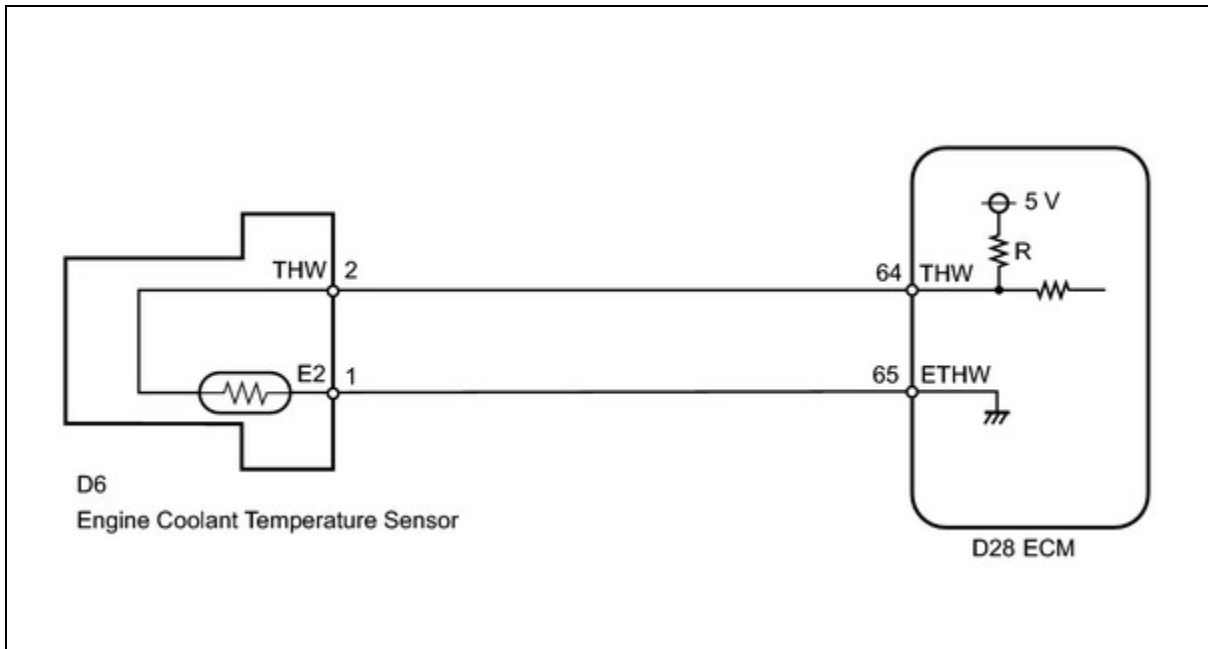 5 V
R
THW 2
64 THW
E2 1
65 ETHW
D6
Engine Coolant Temperature Sensor
D28 ECM